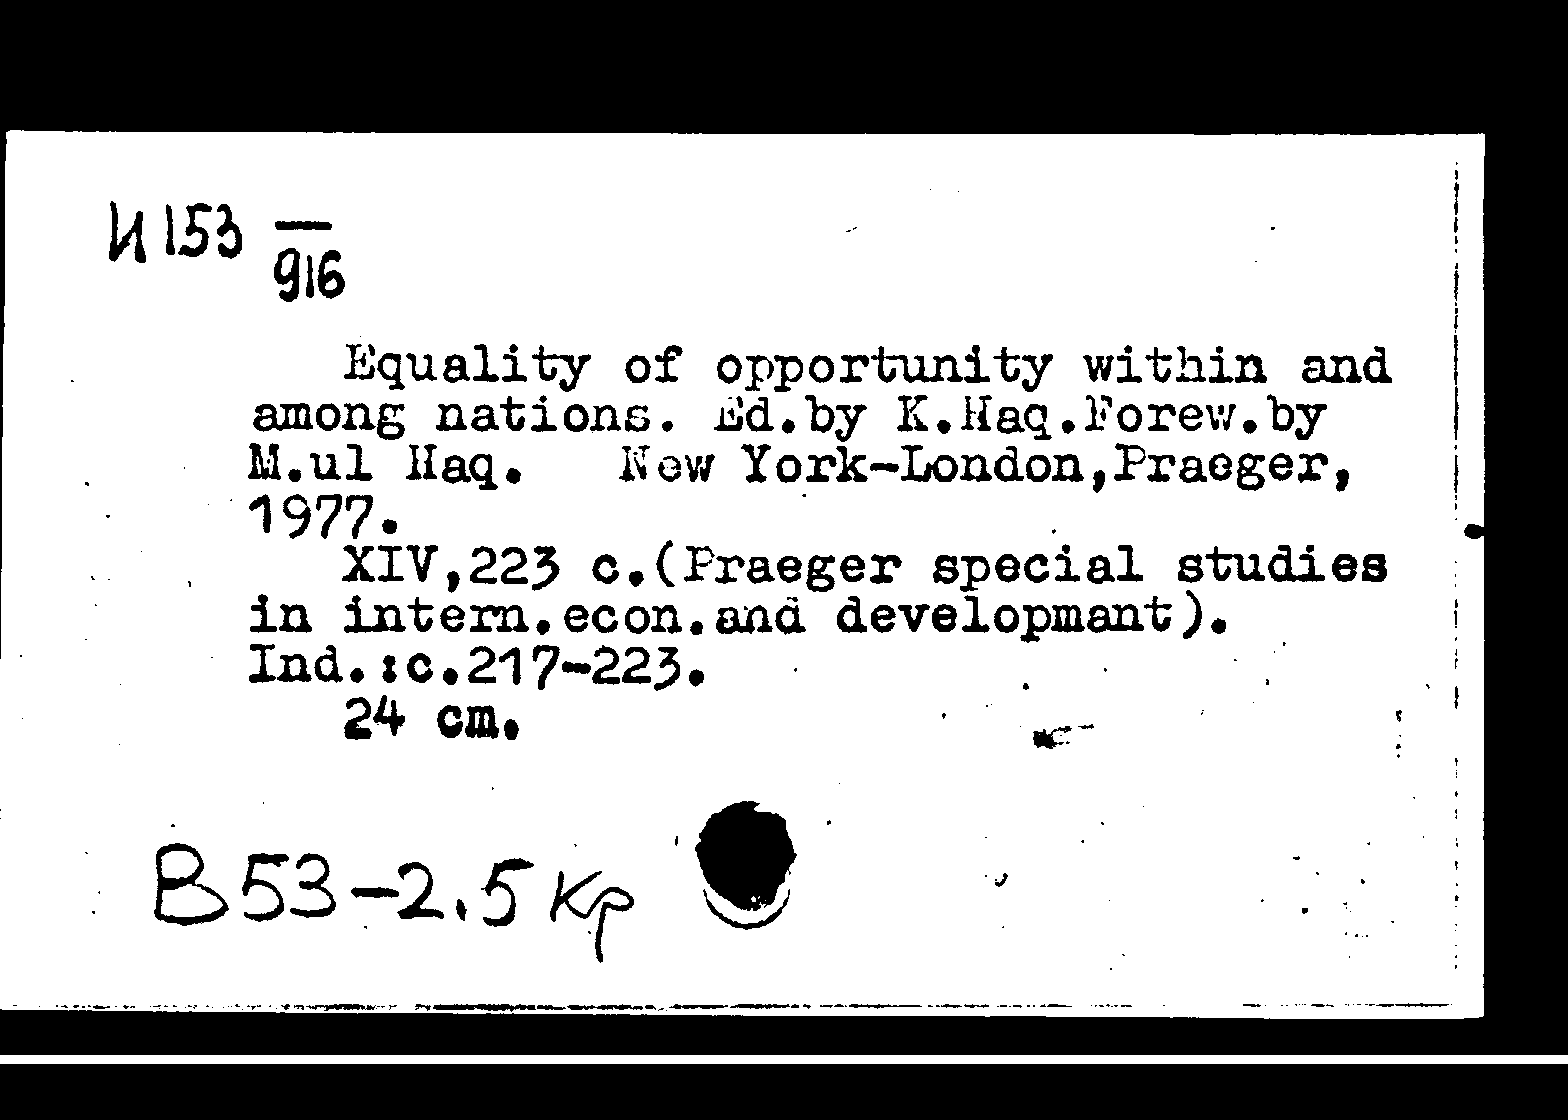 И 153 —
916
Equality of opportunity within and
among nations. Ed.by K.Haq.Forew.by
M.ul Haq. New York-London,Praeger,
1977.
XIV,223 c.(Praeger special studies
in intern.econ.and developmant).
Ind.:c.217-223.
24 cm.
B53-2.5 кр